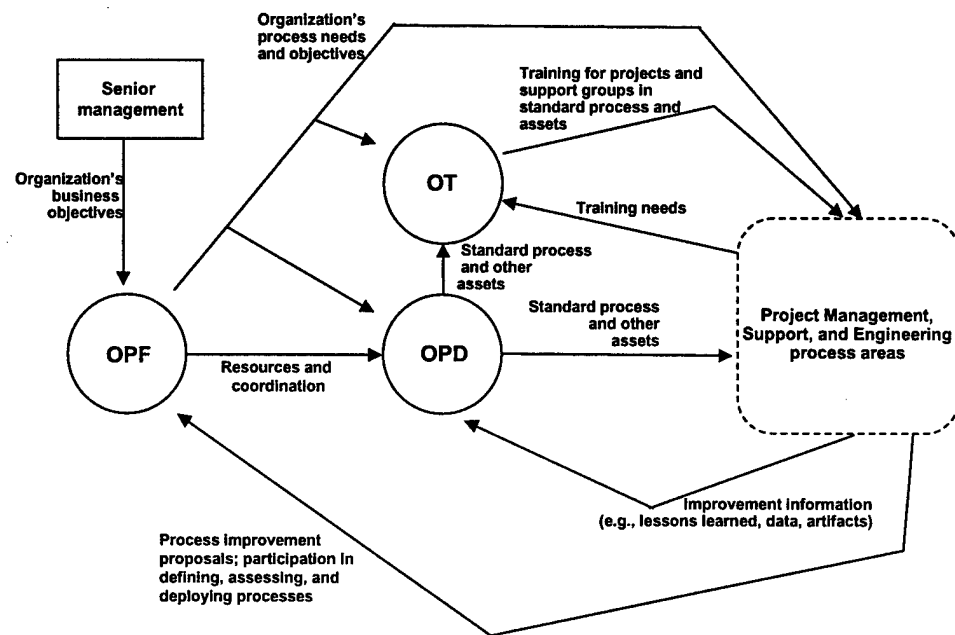 Organization's
process needs
and objectives
Senior
management
Training for projects and
support groups in
standard process and
assets
Organization's
business
objectives
OT
Training needs
Standard process
and other
assets
Standard process
and other
assets
Project Management,
Support, and Engineering
process areas
OPF
OPD
Resources and
coordination
Improvement information
(e.g., lessons learned, data, artifacts)
Process improvement
proposals; participation in
defining, assessing, and
deploying processes